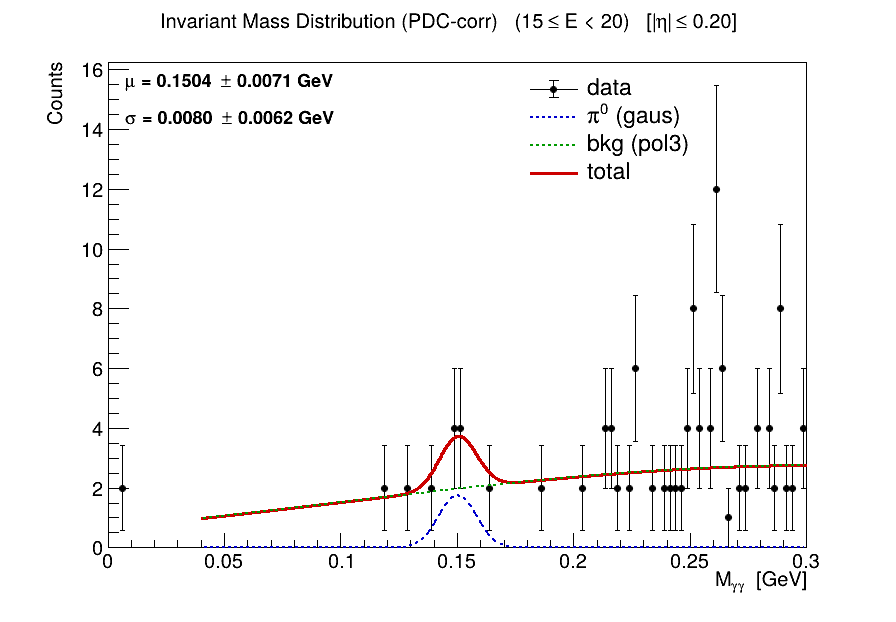 Invariant Mass Distribution (PDC-corr) (15 ≤ E < 20) [|η| ≤ 0.20]
μ = 0.1504 ± 0.0071 GeV
σ = 0.0080 ± 0.0062 GeV
data
π⁰ (gaus)
bkg (pol3)
total
Counts
16
14
12
10
8
6
4
2
0
0 0.05 0.1 0.15 0.2 0.25 0.3
Mγγ [GeV]